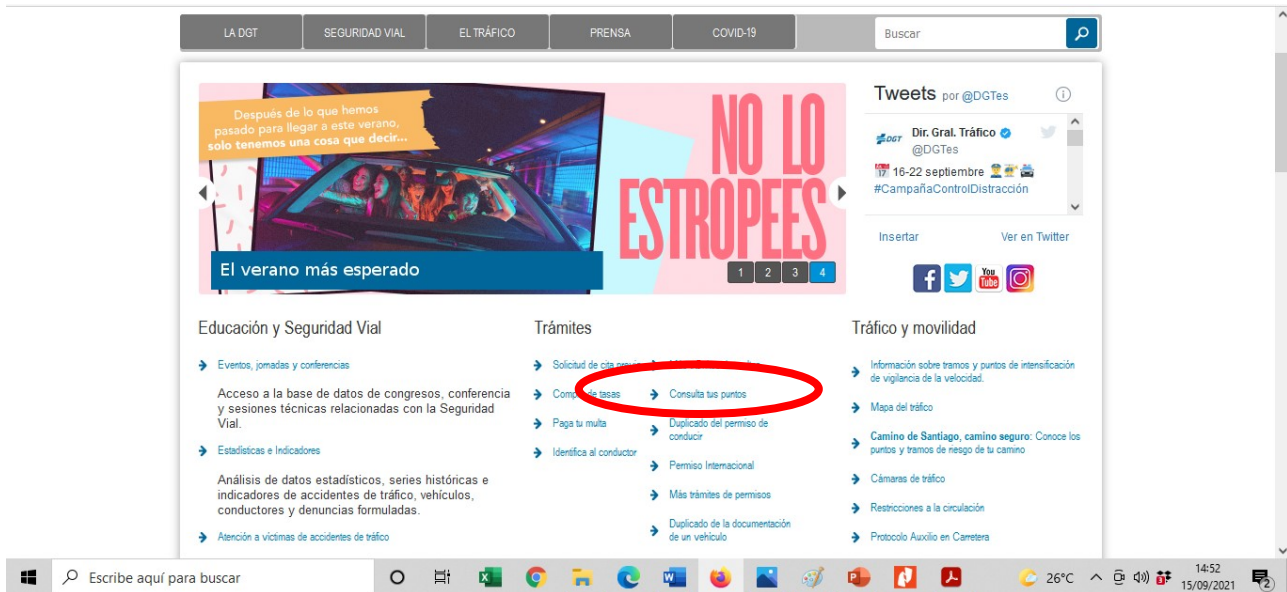 LA DGT
SEGURIDAD VIAL
EL TRÁFICO
PRENSA
COVID-19
Buscar
Después de lo que hemos
pasado para llegar a este verano,
solo tenemos una cosa que decir...
NO LO
ESTROPEES
El verano más esperado
1 2 3 4
Tweets por @DGTes
DGT Dir. Gral. Tráfico
@DGTes
16-22 septiembre
#CampañaControlDistracción
Insertar
Ver en Twitter
You
Tube
Educación y Seguridad Vial
Eventos, jornadas y conferencias
Acceso a la base de datos de congresos, conferencia
y sesiones técnicas relacionadas con la Seguridad
Vial.
Estadísticas e Indicadores
Análisis de datos estadísticos, series históricas e
indicadores de accidentes de tráfico, vehículos,
conductores y denuncias formuladas.
Atención a víctimas de accidentes de tráfico
Trámites
Solicitud de cita
de tasas
Paga tu multa
Identifica al conductor
Consulta tus puntos
Duplicado del permiso de
conducir
Permiso Internacional
Más trámites de permisos
Duplicado de la documentación
de un vehículo
Tráfico y movilidad
Información sobre tramos y puntos de intensificación
de vigilancia de la velocidad.
Mapa del tráfico
Camino de Santiago, camino seguro: Conoce los
puntos y tramos de riesgo de tu camino
Cámaras de tráfico
Restricciones a la circulación
Protocolo Auxilio en Carretera
Escribe aquí para buscar
26°C
14:52
15/09/2021
2